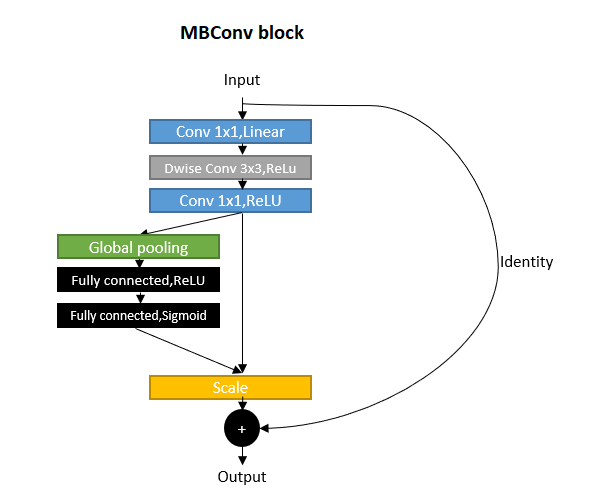 MBConv block
Input
Conv 1x1,Linear
Dwise Conv 3x3,ReLu
Conv 1x1,ReLU
Global pooling
Fully connected,ReLU
Fully connected,Sigmoid
Identity
Scale
+
Output